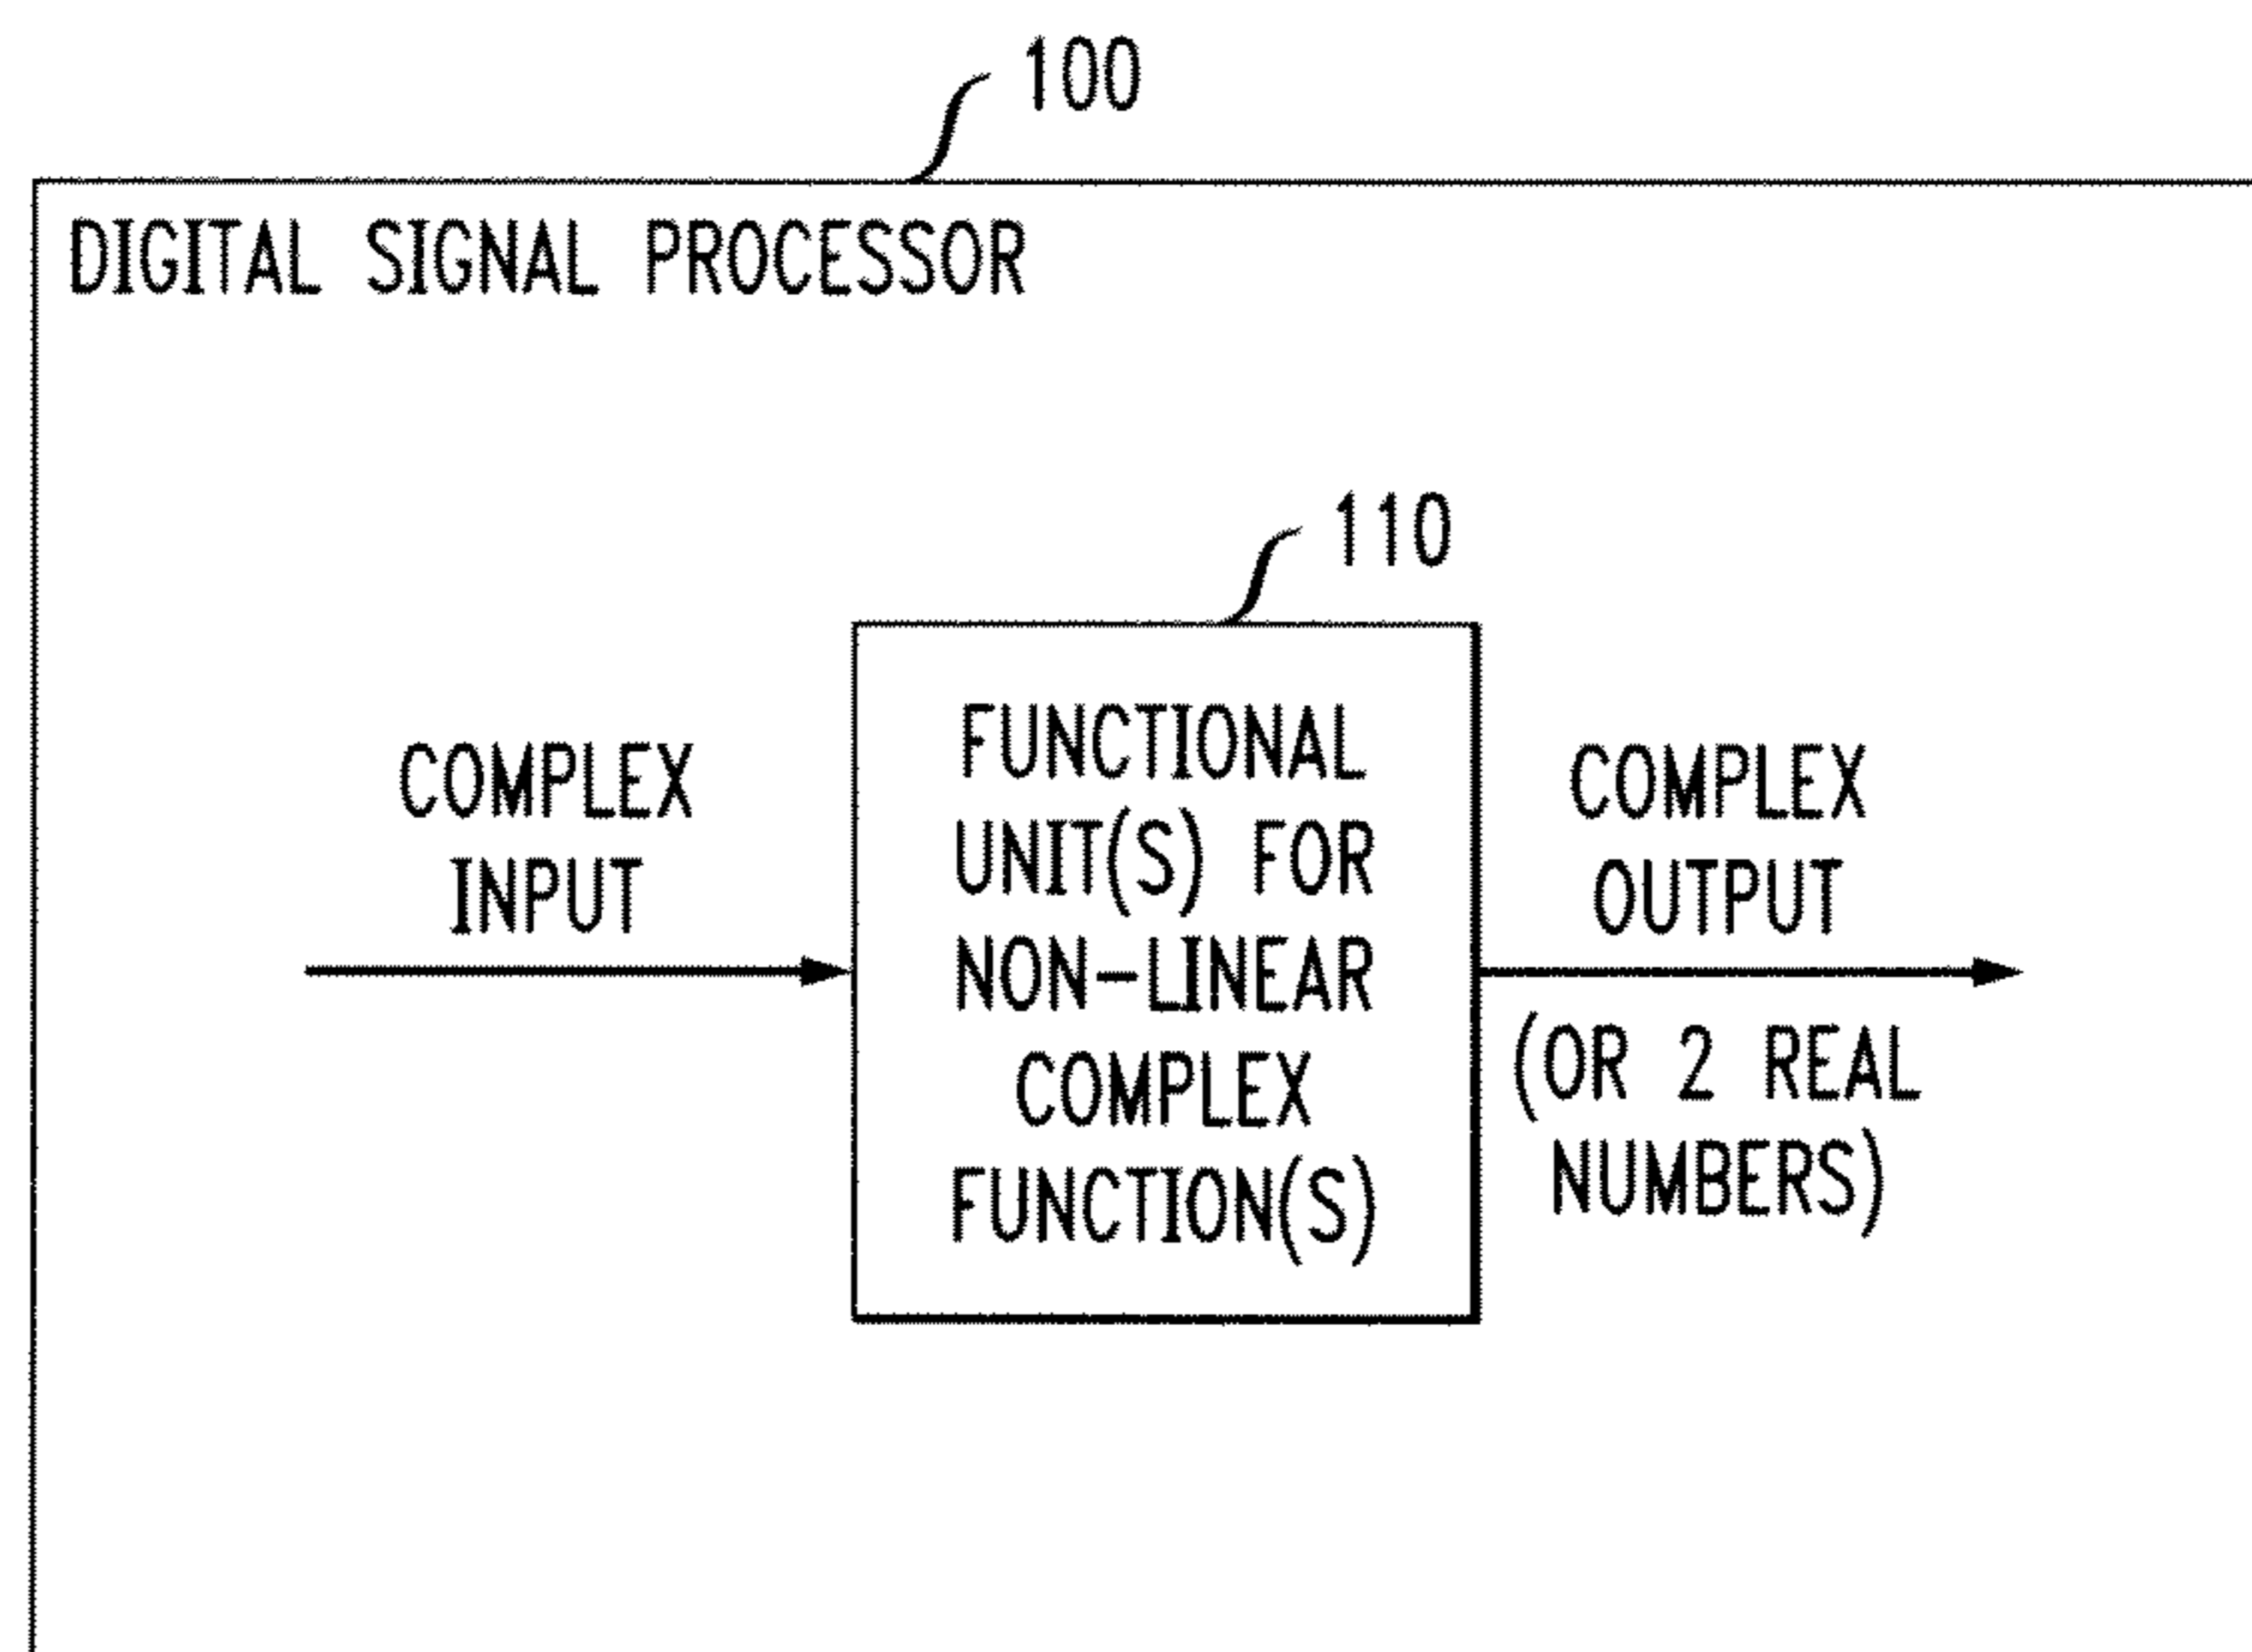 100
DIGITAL SIGNAL PROCESSOR
110
COMPLEX
INPUT
FUNCTIONAL
UNIT(S) FOR
NON-LINEAR
COMPLEX
FUNCTION(S)
COMPLEX
OUTPUT
(OR 2 REAL
NUMBERS)